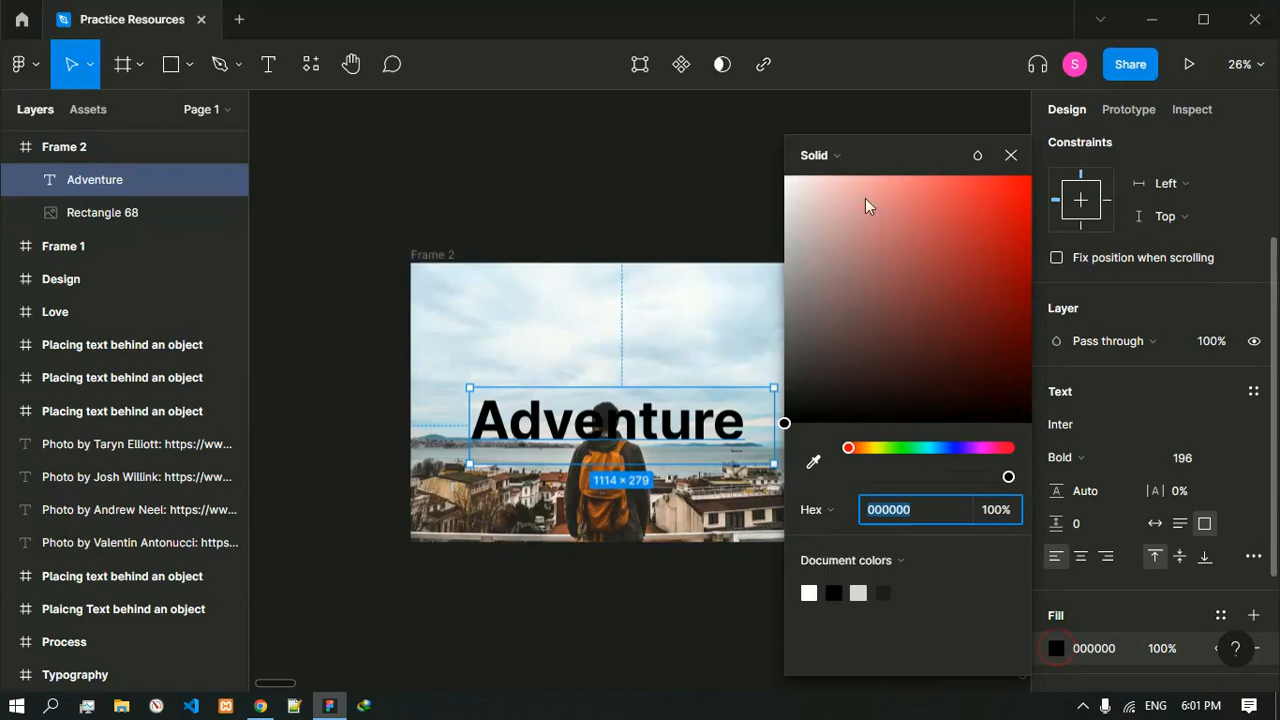 Practice Resources
Share
26%
S
Layers
Assets
Page 1
Design
Prototype
Inspect
Frame 2
Adventure
Rectangle 68
Frame 1
Design
Love
Placing text behind an object
Placing text behind an object
Placing text behind an object
Photo by Taryn Elliott: https://ww...
Photo by Josh Willink: https://ww...
Photo by Andrew Neel: https://w...
Photo by Valentin Antonucci: https...
Placing text behind an object
Plaicng Text behind an object
Process
Typography
Frame 2
Adventure
1114 × 279
Solid
Hex
000000
100%
Document colors
Constraints
Left
Top
Fix position when scrolling
Layer
Pass through
100%
Text
Inter
Bold
196
Auto
0%
0
Fill
000000
100%
?
ENG
6:01 PM